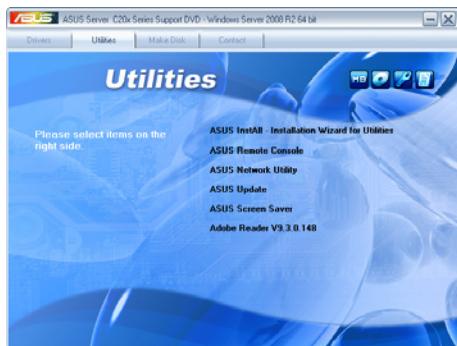 ASUS ASUS Server C20x Series Support DVD - Windows Server 2008 R2 64 bit
Drivers Utilities Make Disk Contact
Utilities
MB
Please select items on the
right side.
ASUS InstAll - Installation Wizard for Utilities
ASUS Remote Console
ASUS Network Utility
ASUS Update
ASUS Screen Saver
Adobe Reader V9.3.0.148